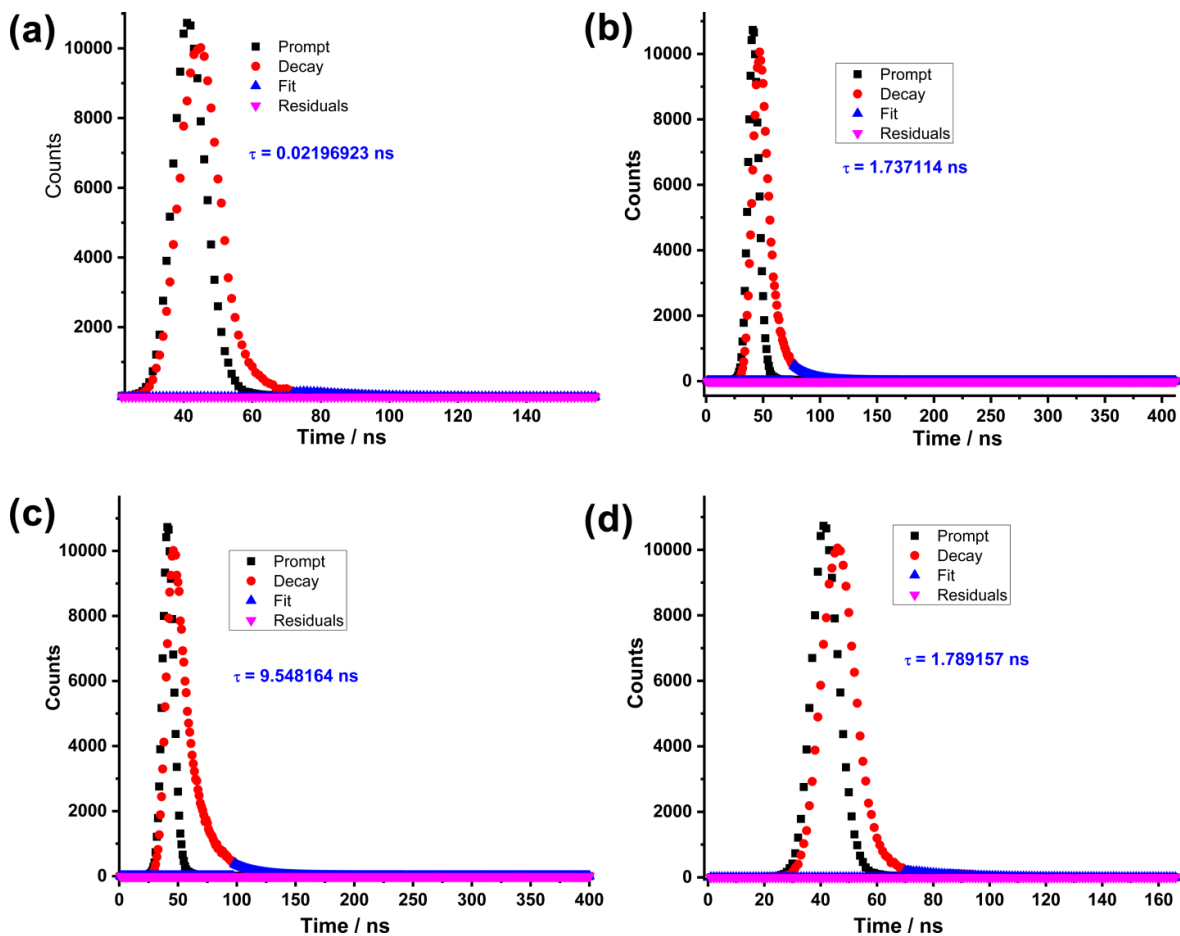 (a)
10000
8000
6000
4000
2000
Counts
Prompt
Decay
Fit
Residuals
τ = 0.02196923 ns
40 60 80 100 120 140
Time / ns
(b)
10000
8000
6000
4000
2000
0
Counts
Prompt
Decay
Fit
Residuals
τ = 1.737114 ns
0 50 100 150 200 250 300 350 400
Time / ns
(c)
10000
8000
6000
4000
2000
0
Counts
Prompt
Decay
Fit
Residuals
τ = 9.548164 ns
0 50 100 150 200 250 300 350 400
Time / ns
(d)
10000
8000
6000
4000
2000
0
Counts
Prompt
Decay
Fit
Residuals
τ = 1.789157 ns
0 20 40 60 80 100 120 140 160
Time / ns